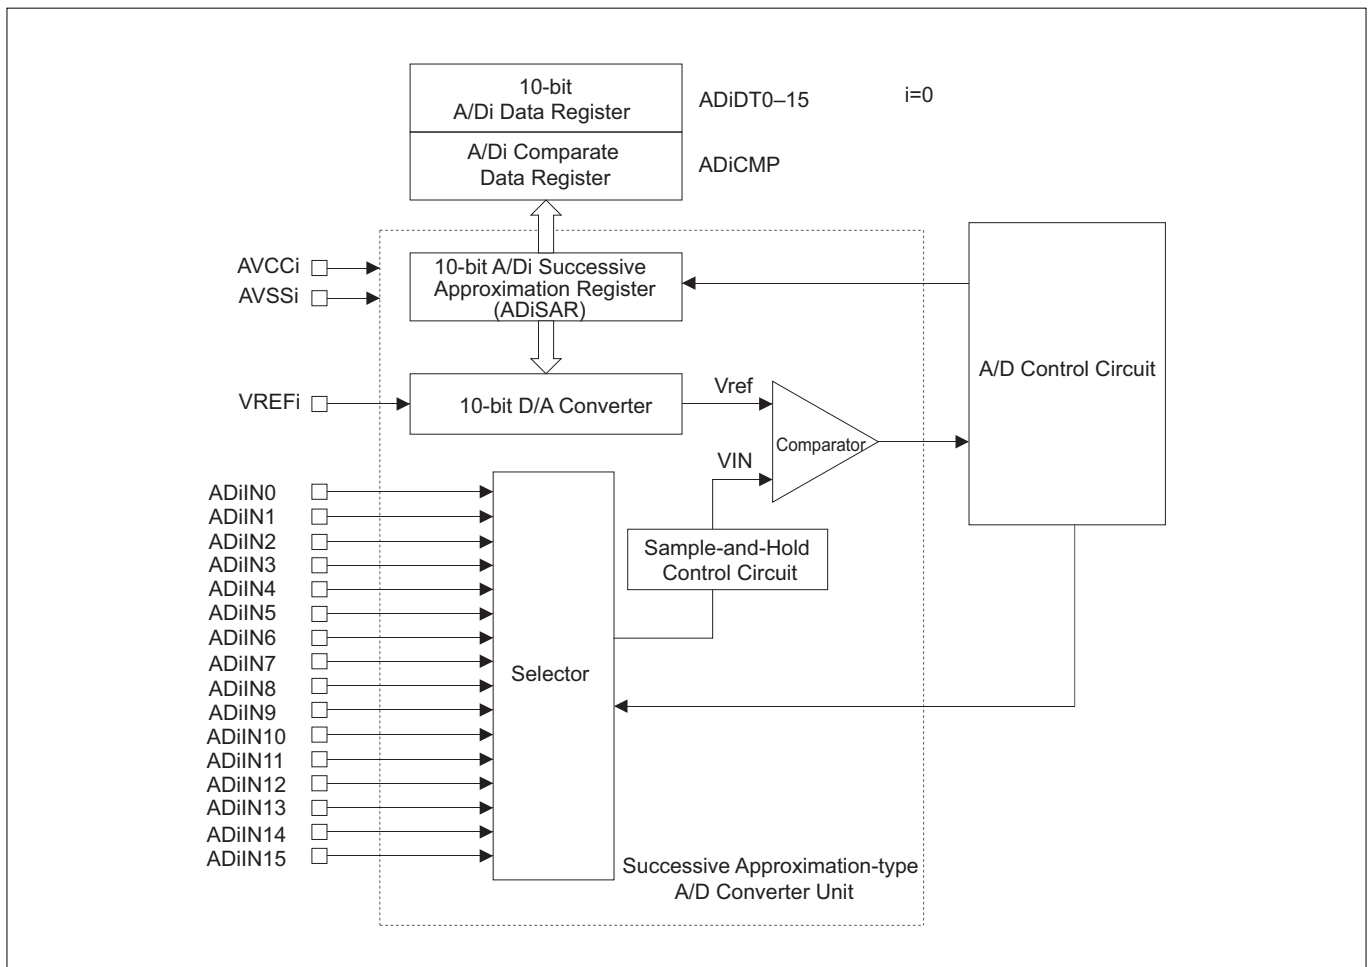 10-bit
A/Di Data Register
ADiDT0–15
i=0
A/Di Comparate
Data Register
ADiCMP
AVCCi
AVSSi
10-bit A/Di Successive
Approximation Register
(ADiSAR)
A/D Control Circuit
VREFi
10-bit D/A Converter
Vref
Comparator
VIN
Sample-and-Hold
Control Circuit
ADiIN0
ADiIN1
ADiIN2
ADiIN3
ADiIN4
ADiIN5
ADiIN6
ADiIN7
ADiIN8
ADiIN9
ADiIN10
ADiIN11
ADiIN12
ADiIN13
ADiIN14
ADiIN15
Selector
Successive Approximation-type
A/D Converter Unit